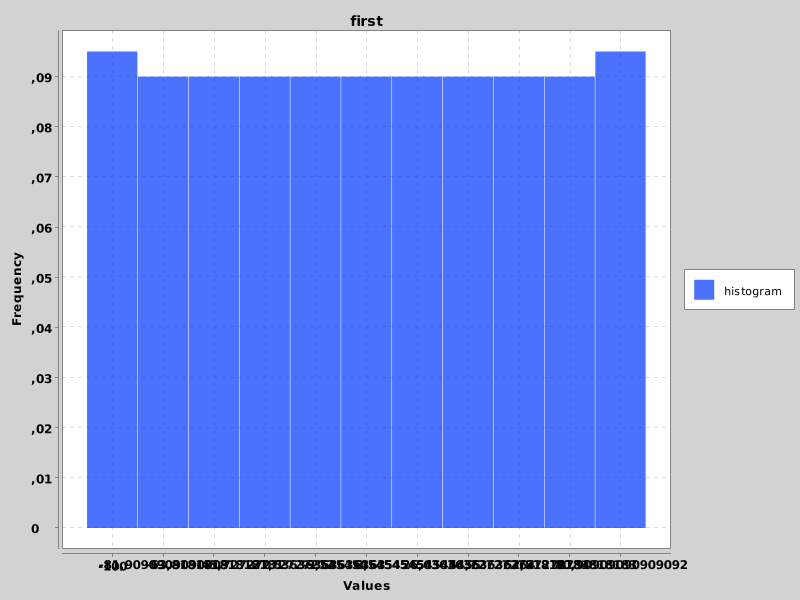 first
,09
,08
,07
,06
,05
,04
,03
,02
,01
0
Frequency
histogram
Values